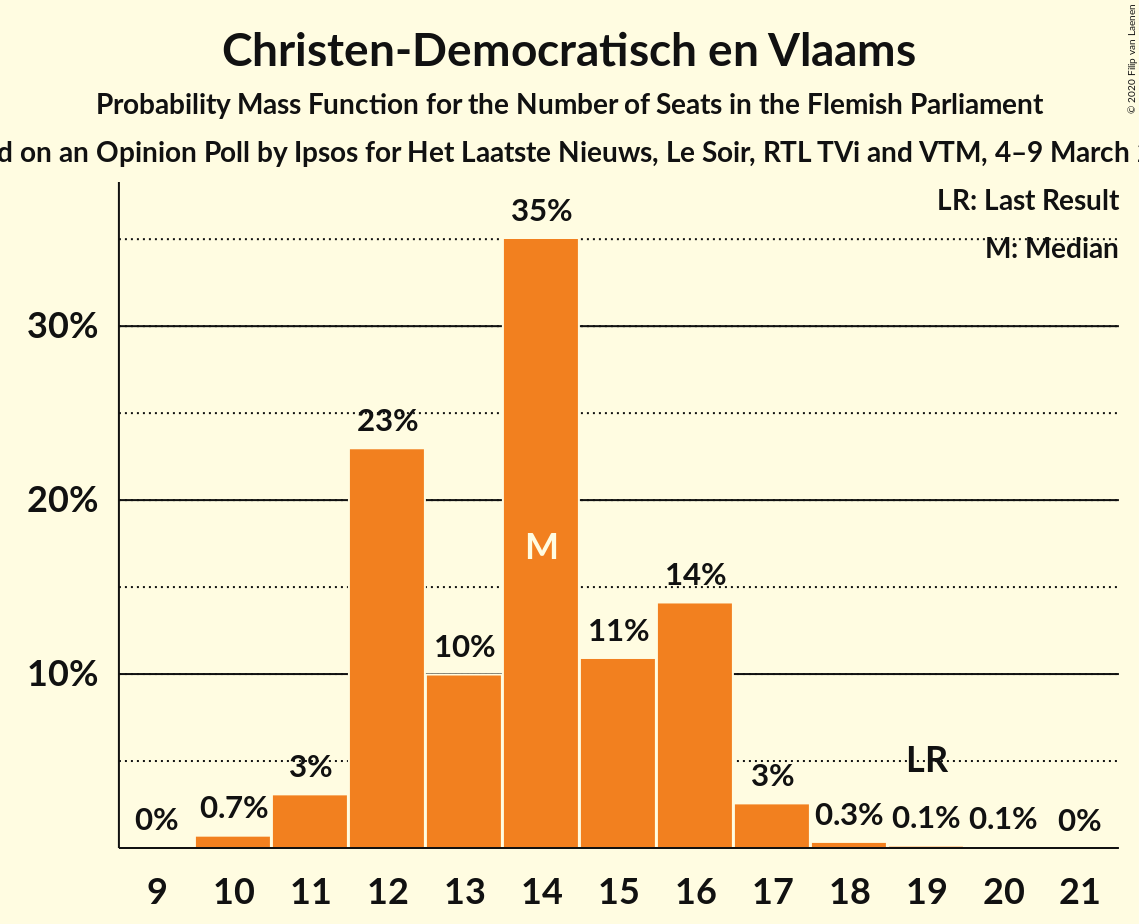 Christen-Democratisch en Vlaams
Probability Mass Function for the Number of Seats in the Flemish Parliament
on an Opinion Poll by Ipsos for Het Laatste Nieuws, Le Soir, RTL TVi and VTM, 4–9 March
© 2020 Filip van Laenen
LR: Last Result
M: Median
35%
30%
23%
20%
M
14%
11%
10%
10%
LR
3%
3%
0%
0.7%
0.3%
0.1%
0.1%
0%
9 10 11 12 13 14 15 16 17 18 19 20 21